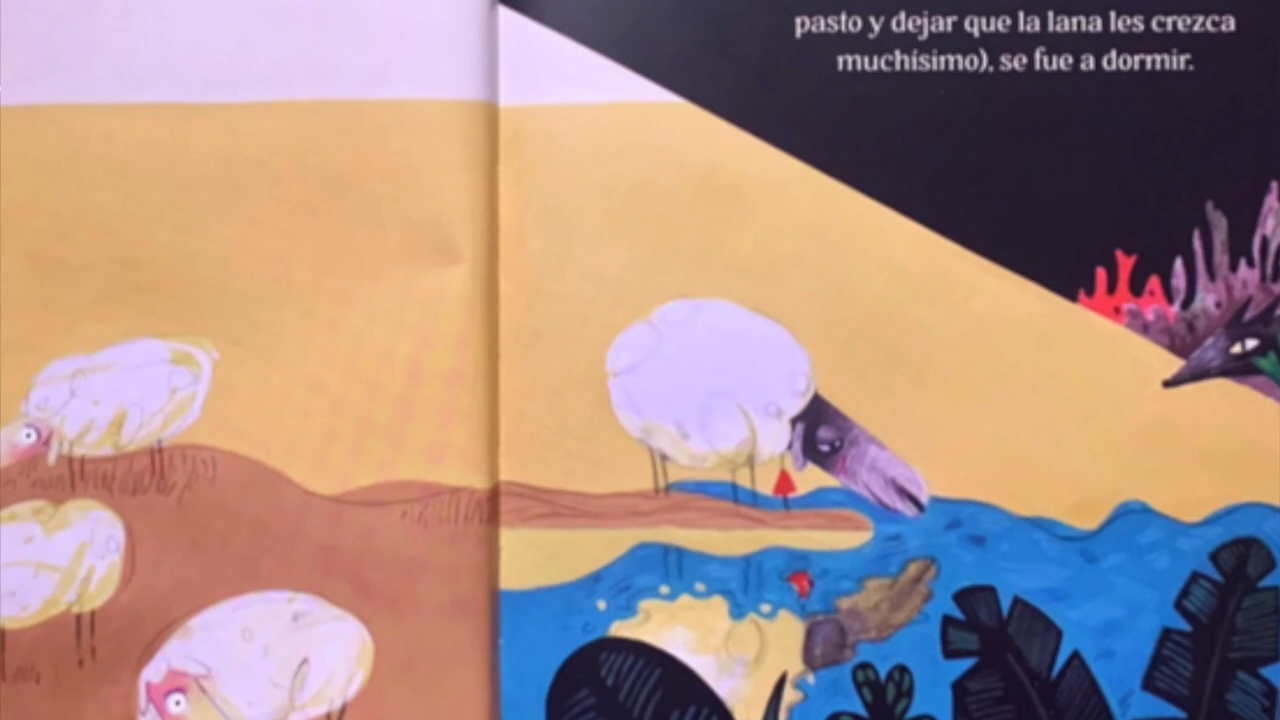 pasto y dejar que la lana les crezca
muchísimo), se fue a dormir.